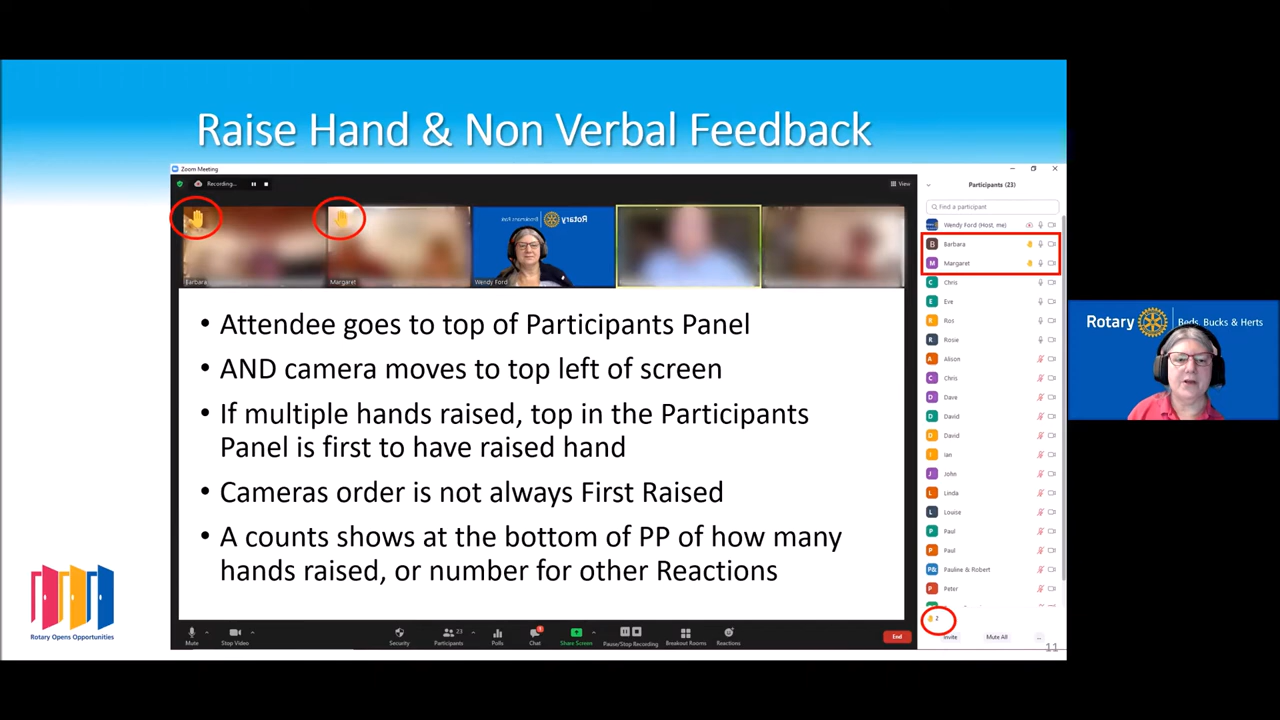 Raise Hand & Non Verbal Feedback
Zoom Meeting
Recording...
View
Participants (23)
Find a participant
Rotary
Barbara
Margaret
Wendy Ford
Wendy Ford (Host, me)
B Barbara
M Margaret
C Chris
E Eve
R Ros
R Rosie
A Alison
C Chris
D Dave
D David
D David
I Ian
J John
L Linda
L Louise
P Paul
P Paul
P& Pauline & Robert
P Peter
2
Invite
Mute All
...
• Attendee goes to top of Participants Panel
• AND camera moves to top left of screen
• If multiple hands raised, top in the Participants
Panel is first to have raised hand
• Cameras order is not always First Raised
• A counts shows at the bottom of PP of how many
hands raised, or number for other Reactions
Mute
Stop Video
23
Participants
Security
Polls
1
Chat
Share Screen
Pause/Stop Recording
Breakout Rooms
Reactions
End
11
Rotary Opens Opportunities
Rotary
Beds, Bucks & Herts